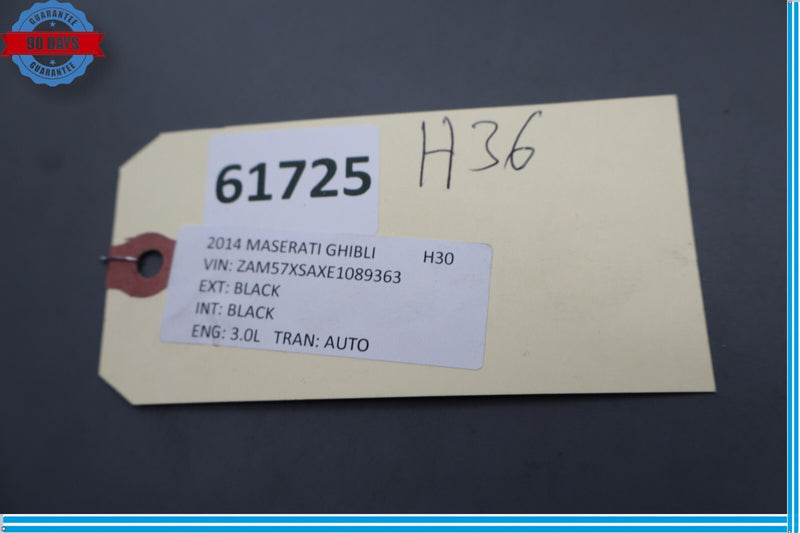 GUARANTEE
90 DAYS
GUARANTEE
H36
61725
2014 MASERATI GHIBLI H30
VIN: ZAM57XSAXE1089363
EXT: BLACK
INT: BLACK
ENG: 3.0L TRAN: AUTO